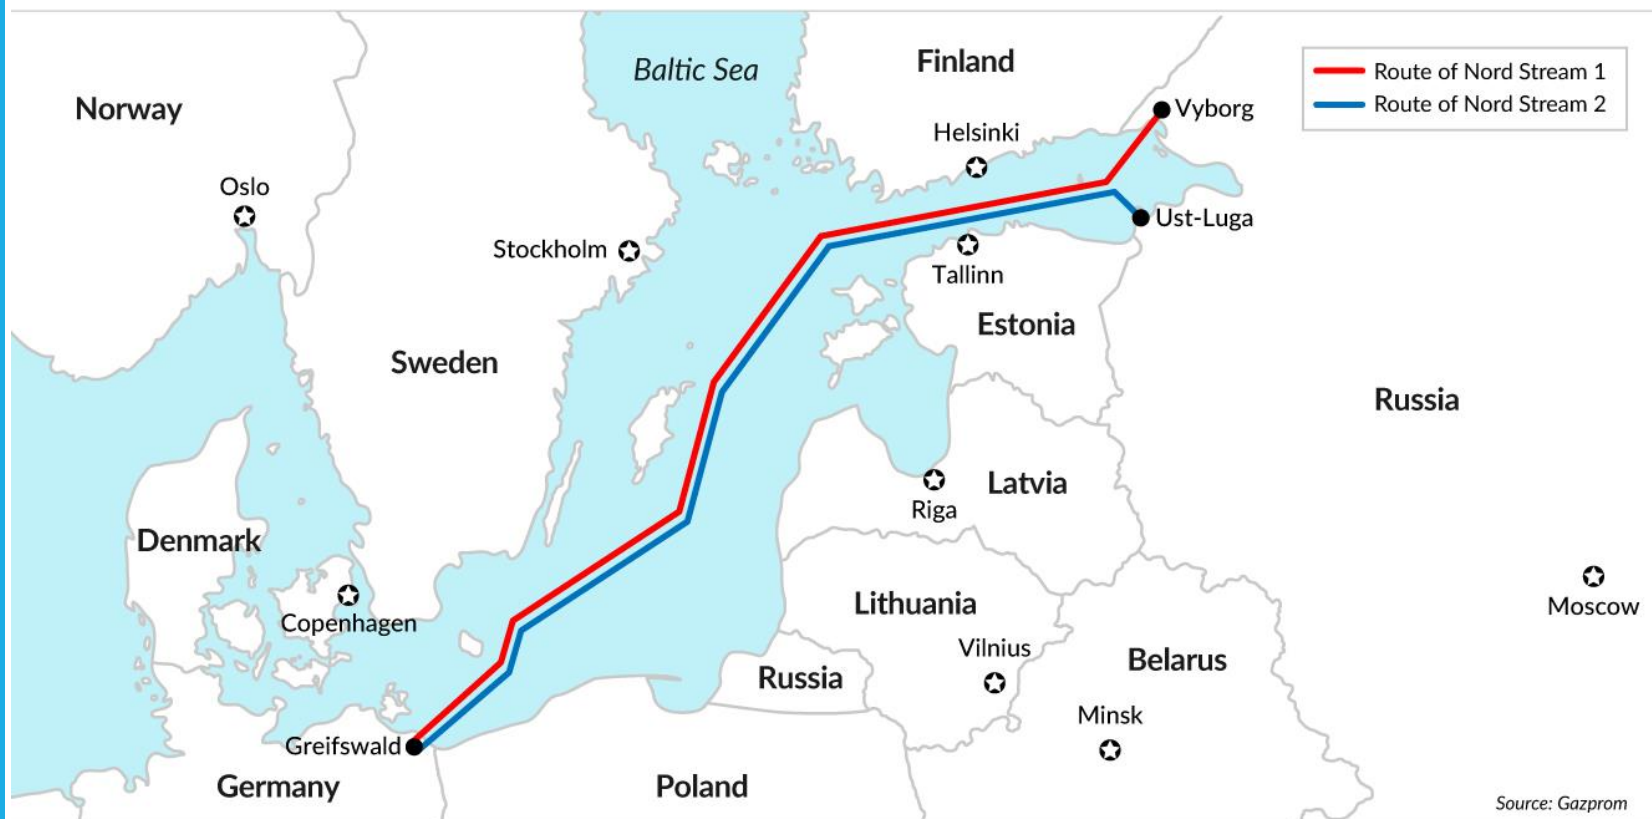 Baltic Sea
Finland
Route of Nord Stream 1
Route of Nord Stream 2
Norway
Vyborg
Helsinki
Oslo
Ust-Luga
Stockholm
Tallinn
Estonia
Sweden
Russia
Latvia
Riga
Denmark
Moscow
Lithuania
Copenhagen
Vilnius
Belarus
Russia
Minsk
Greifswald
Germany
Poland
Source: Gazprom